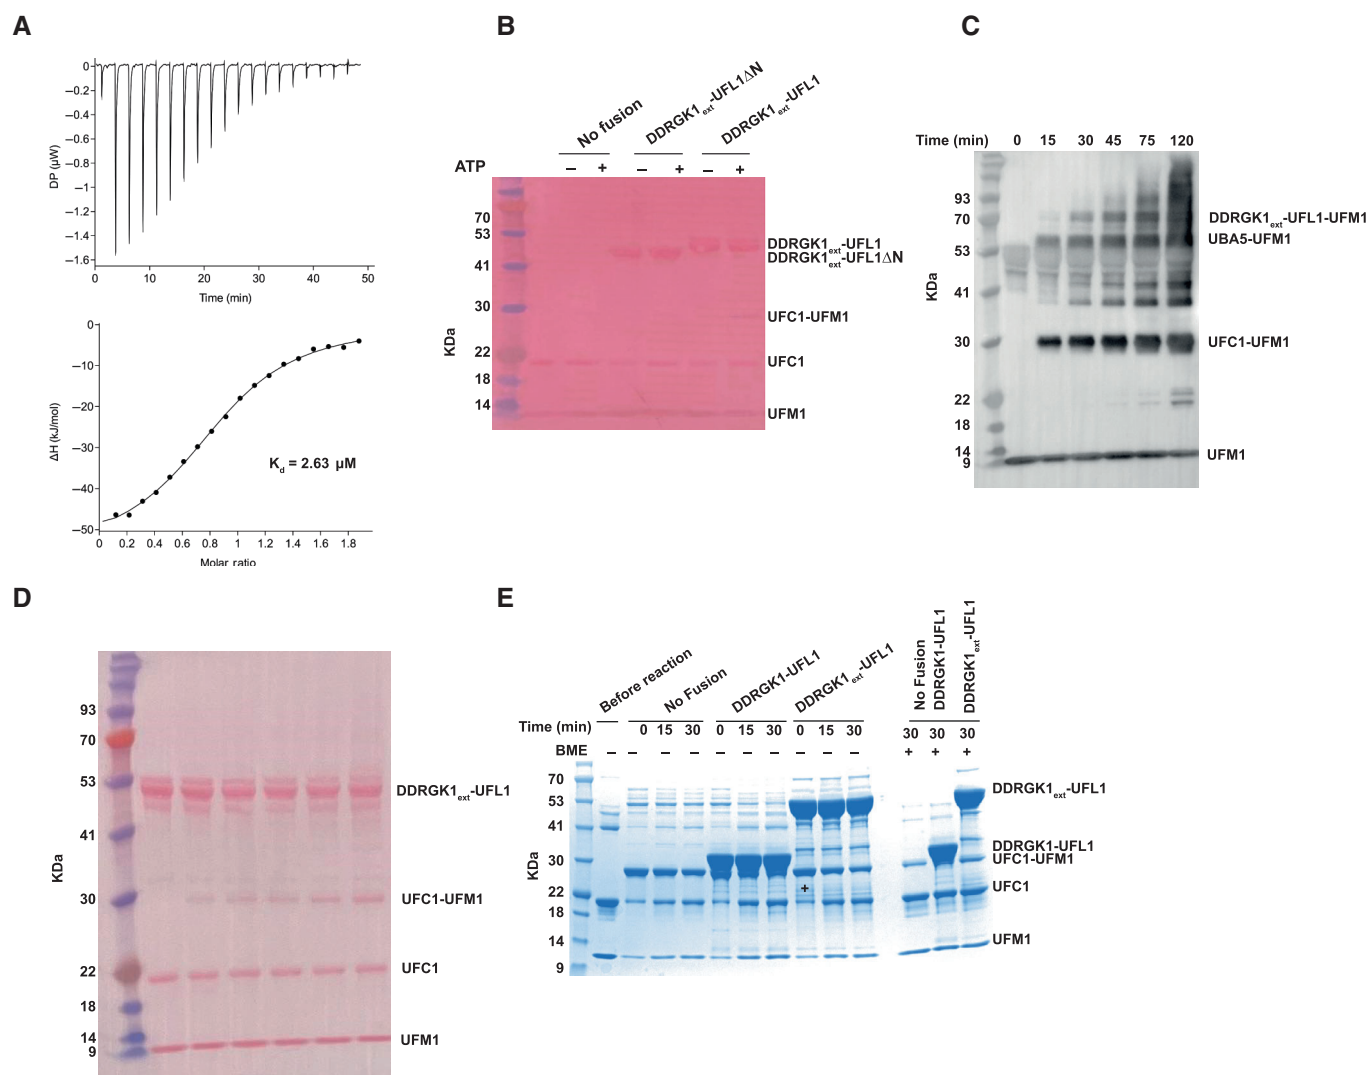 A
0
−0.2
−0.4
−0.6
−0.8
−1
−1.2
−1.4
−1.6
DP (µW)
0 10 20 30 40 50
Time (min)
0
−10
−20
−30
−40
−50
ΔH (kJ/mol)
Kd = 2.63 µM
0 0.2 0.4 0.6 0.8 1 1.2 1.4 1.6 1.8
Molar ratio
B
No fusion
DDRGK1ext-UFL1ΔN
DDRGK1ext-UFL1
ATP − + − + − +
70
53
41
30
22
18
14
KDa
DDRGK1ext-UFL1
DDRGK1ext-UFL1ΔN
UFC1-UFM1
UFC1
UFM1
C
Time (min) 0 15 30 45 75 120
93
70
53
41
30
22
18
14
9
KDa
DDRGK1ext-UFL1-UFM1
UBA5-UFM1
UFC1-UFM1
UFM1
D
93
70
53
41
30
22
18
14
9
KDa
DDRGK1ext-UFL1
UFC1-UFM1
UFC1
UFM1
E
Before reaction
No Fusion
DDRGK1-UFL1
DDRGK1ext-UFL1
No Fusion
DDRGK1-UFL1
DDRGK1ext-UFL1
Time (min) 0 15 30 0 15 30 0 15 30 30 30 30
BME − − − − − − − − − − + + +
70
53
41
30
22
18
14
9
KDa
+
DDRGK1ext-UFL1
DDRGK1-UFL1
UFC1-UFM1
UFC1
UFM1